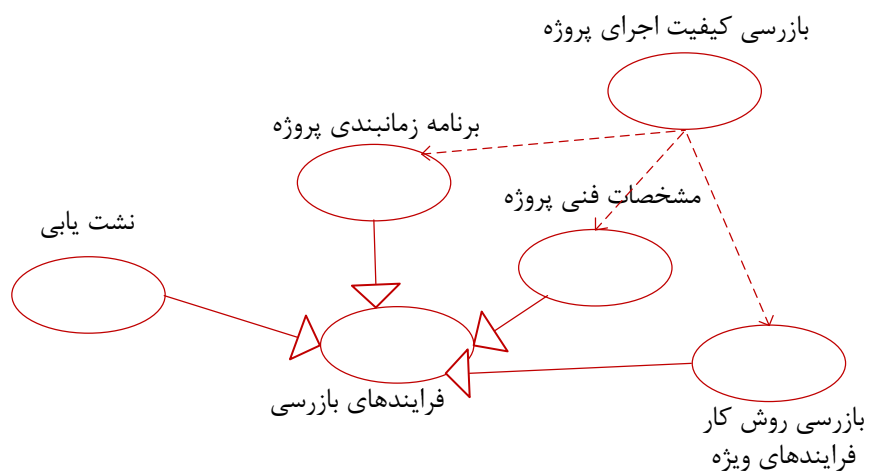 بازرسی کیفیت اجرای پروژه
برنامه زمانبندی پروژه
مشخصات فنی پروژه
نشت یابی
فرایندهای بازرسی
بازرسی روش کار
فرایندهای ویژه